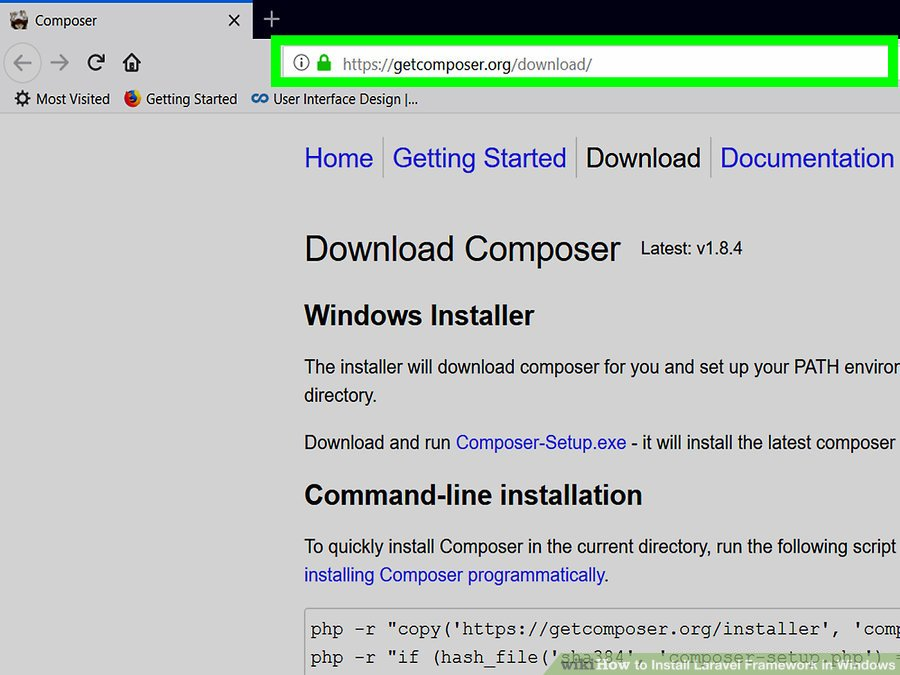 Composer
https://getcomposer.org/download/
Most Visited Getting Started User Interface Design |...
Home Getting Started Download Documentation
Download Composer Latest: v1.8.4
Windows Installer
The installer will download composer for you and set up your PATH environ
directory.
Download and run Composer-Setup.exe - it will install the latest composer
Command-line installation
To quickly install Composer in the current directory, run the following script
installing Composer programmatically.
php -r "copy('https://getcomposer.org/installer', 'comp
php -r "if (hash_file('sha384', 'composer-setup.php') =
wikiHow to Install Laravel Framework in Windows